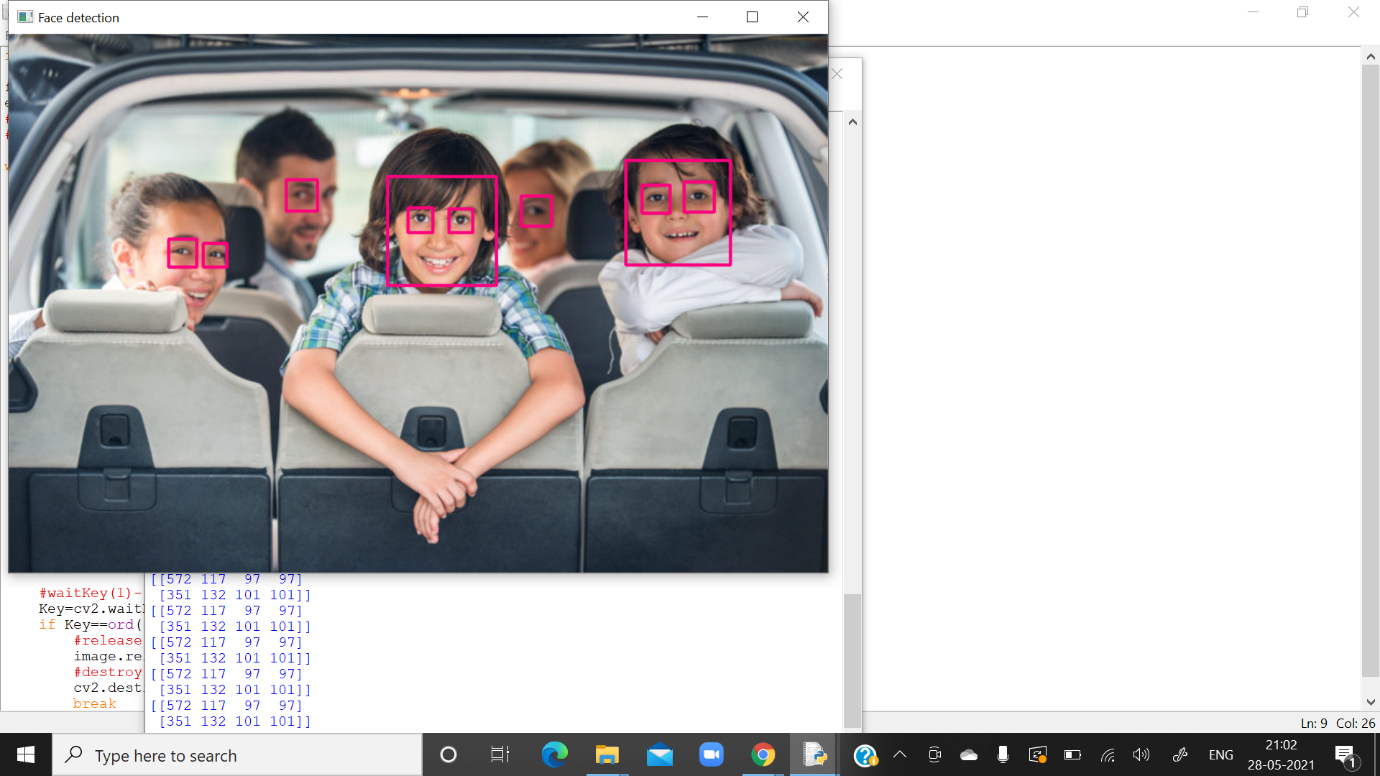 Face detection
#waitKey(1)-
Key=cv2.wait
if Key==ord(
#release
image.re
#destroy
cv2.dest
break
[[572 117  97  97]
[351 132 101 101]]
[[572 117  97  97]
[351 132 101 101]]
[[572 117  97  97]
[351 132 101 101]]
[[572 117  97  97]
[351 132 101 101]]
[[572 117  97  97]
[351 132 101 101]]
Ln: 9 Col: 26
Type here to search
ENG
21:02
28-05-2021
1